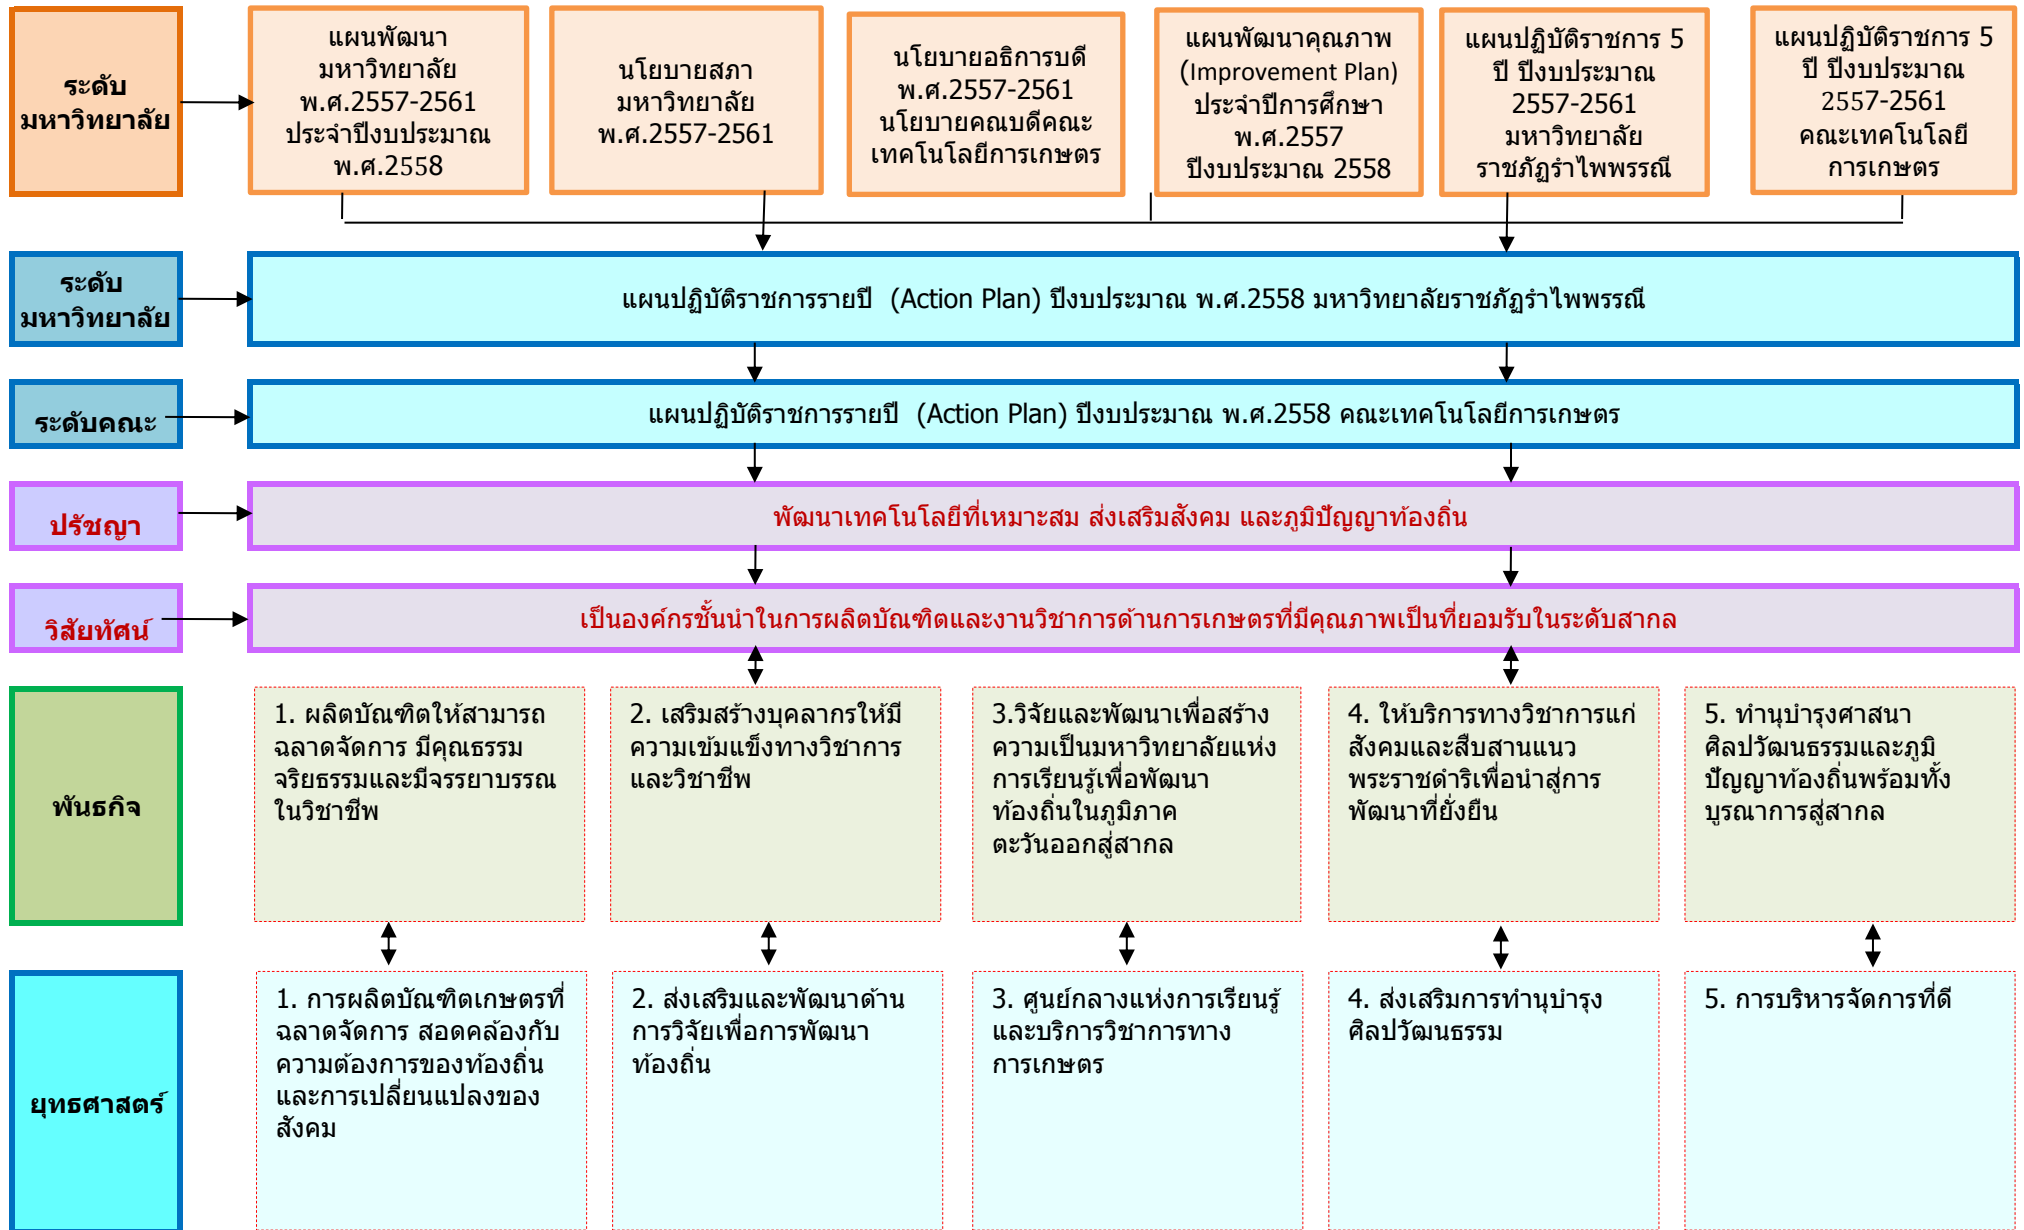 ระดับ
มหาวิทยาลัย
แผนพัฒนา
มหาวิทยาลัย
พ.ศ.2557-2561
ประจำปีงบประมาณ
พ.ศ.2558
นโยบายสภา
มหาวิทยาลัย
พ.ศ.2557-2561
นโยบายอธิการบดี
พ.ศ.2557-2561
นโยบายคณบดีคณะ
เทคโนโลยีการเกษตร
แผนพัฒนาคุณภาพ
(Improvement Plan)
ประจำปีการศึกษา
พ.ศ.2557
ปีงบประมาณ 2558
แผนปฏิบัติราชการ 5
ปี ปีงบประมาณ
2557-2561
มหาวิทยาลัย
ราชภัฏรำไพพรรณี
แผนปฏิบัติราชการ 5
ปี ปีงบประมาณ
2557-2561
คณะเทคโนโลยี
การเกษตร
ระดับ
มหาวิทยาลัย
แผนปฏิบัติราชการรายปี (Action Plan) ปีงบประมาณ พ.ศ.2558 มหาวิทยาลัยราชภัฏรำไพพรรณี
ระดับคณะ
แผนปฏิบัติราชการรายปี (Action Plan) ปีงบประมาณ พ.ศ.2558 คณะเทคโนโลยีการเกษตร
ปรัชญา
พัฒนาเทคโนโลยีที่เหมาะสม ส่งเสริมสังคม และภูมิปัญญาท้องถิ่น
วิสัยทัศน์
เป็นองค์กรชั้นนำในการผลิตบัณฑิตและงานวิชาการด้านการเกษตรที่มีคุณภาพเป็นที่ยอมรับในระดับสากล
พันธกิจ
1. ผลิตบัณฑิตให้สามารถ
ฉลาดจัดการ มีคุณธรรม
จริยธรรมและมีจรรยาบรรณ
ในวิชาชีพ
2. เสริมสร้างบุคลากรให้มี
ความเข้มแข็งทางวิชาการ
และวิชาชีพ
3.วิจัยและพัฒนาเพื่อสร้าง
ความเป็นมหาวิทยาลัยแห่ง
การเรียนรู้เพื่อพัฒนา
ท้องถิ่นในภูมิภาค
ตะวันออกสู่สากล
4. ให้บริการทางวิชาการแก่
สังคมและสืบสานแนว
พระราชดำริเพื่อนำสู่การ
พัฒนาที่ยั่งยืน
5. ทำนุบำรุงศาสนา
ศิลปวัฒนธรรมและภูมิ
ปัญญาท้องถิ่นพร้อมทั้ง
บูรณาการสู่สากล
ยุทธศาสตร์
1. การผลิตบัณฑิตเกษตรที่
ฉลาดจัดการ สอดคล้องกับ
ความต้องการของท้องถิ่น
และการเปลี่ยนแปลงของ
สังคม
2. ส่งเสริมและพัฒนาด้าน
การวิจัยเพื่อการพัฒนา
ท้องถิ่น
3. ศูนย์กลางแห่งการเรียนรู้
และบริการวิชาการทาง
การเกษตร
4. ส่งเสริมการทำนุบำรุง
ศิลปวัฒนธรรม
5. การบริหารจัดการที่ดี